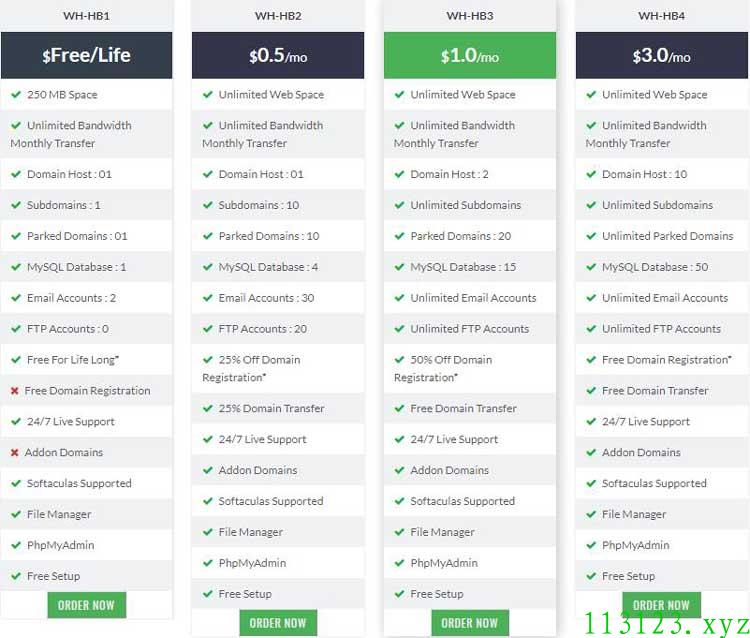 WH-HB1
$Free/Life
250 MB Space
Unlimited Bandwidth
Monthly Transfer
Domain Host : 01
Subdomains : 1
Parked Domains : 01
MySQL Database : 1
Email Accounts : 2
FTP Accounts : 0
Free For Life Long*
Free Domain Registration
24/7 Live Support
Addon Domains
Softaculas Supported
File Manager
PhpMyAdmin
Free Setup
ORDER NOW
WH-HB2
$0.5/mo
Unlimited Web Space
Unlimited Bandwidth
Monthly Transfer
Domain Host : 01
Subdomains : 10
Parked Domains : 10
MySQL Database : 4
Email Accounts : 30
FTP Accounts : 20
25% Off Domain
Registration*
25% Domain Transfer
24/7 Live Support
Addon Domains
Softaculas Supported
File Manager
PhpMyAdmin
Free Setup
ORDER NOW
WH-HB3
$1.0/mo
Unlimited Web Space
Unlimited Bandwidth
Monthly Transfer
Domain Host : 2
Unlimited Subdomains
Parked Domains : 20
MySQL Database : 15
Unlimited Email Accounts
Unlimited FTP Accounts
50% Off Domain
Registration*
Free Domain Transfer
24/7 Live Support
Addon Domains
Softaculas Supported
File Manager
PhpMyAdmin
Free Setup
ORDER NOW
WH-HB4
$3.0/mo
Unlimited Web Space
Unlimited Bandwidth
Monthly Transfer
Domain Host : 10
Unlimited Subdomains
Unlimited Parked Domains
MySQL Database : 50
Unlimited Email Accounts
Unlimited FTP Accounts
Free Domain Registration*
Free Domain Transfer
24/7 Live Support
Addon Domains
Softaculas Supported
File Manager
PhpMyAdmin
Free Setup
ORDER NOW
113123.xyz